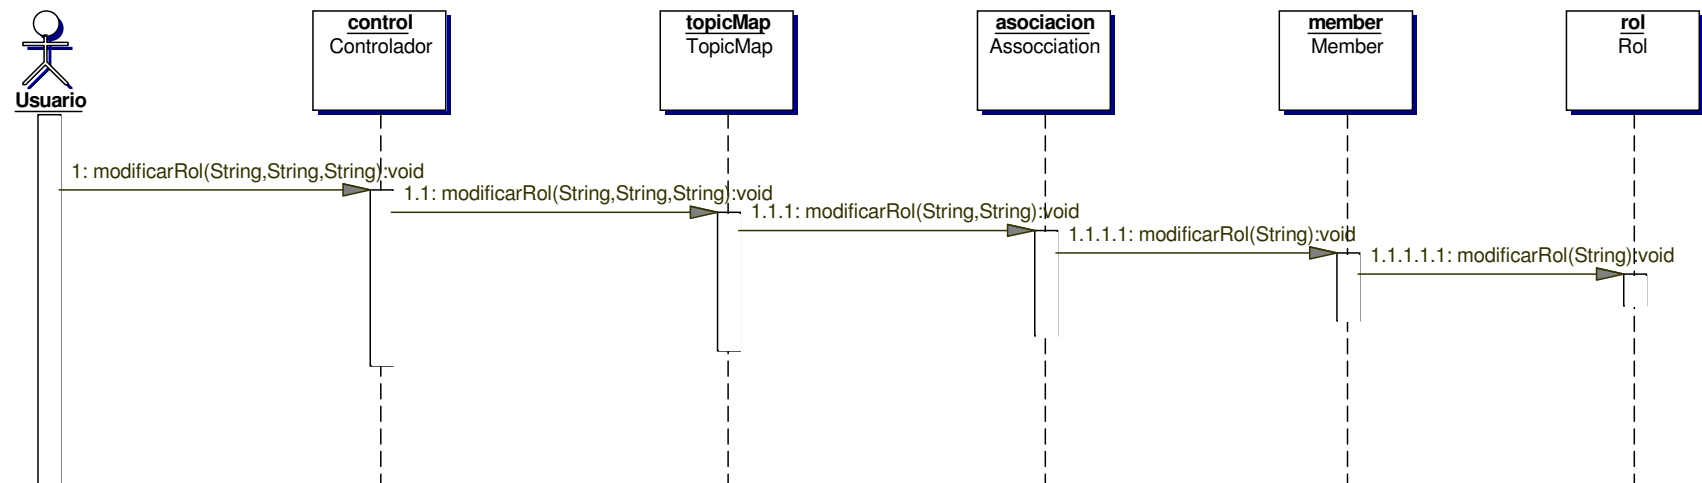 control
Controlador
topicMap
TopicMap
asociacion
Assocciation
member
Member
rol
Rol
Usuario
1: modificarRol(String,String,String):void
1.1: modificarRol(String,String,String):void
1.1.1: modificarRol(String,String):void
1.1.1.1: modificarRol(String):void
1.1.1.1.1: modificarRol(String):void